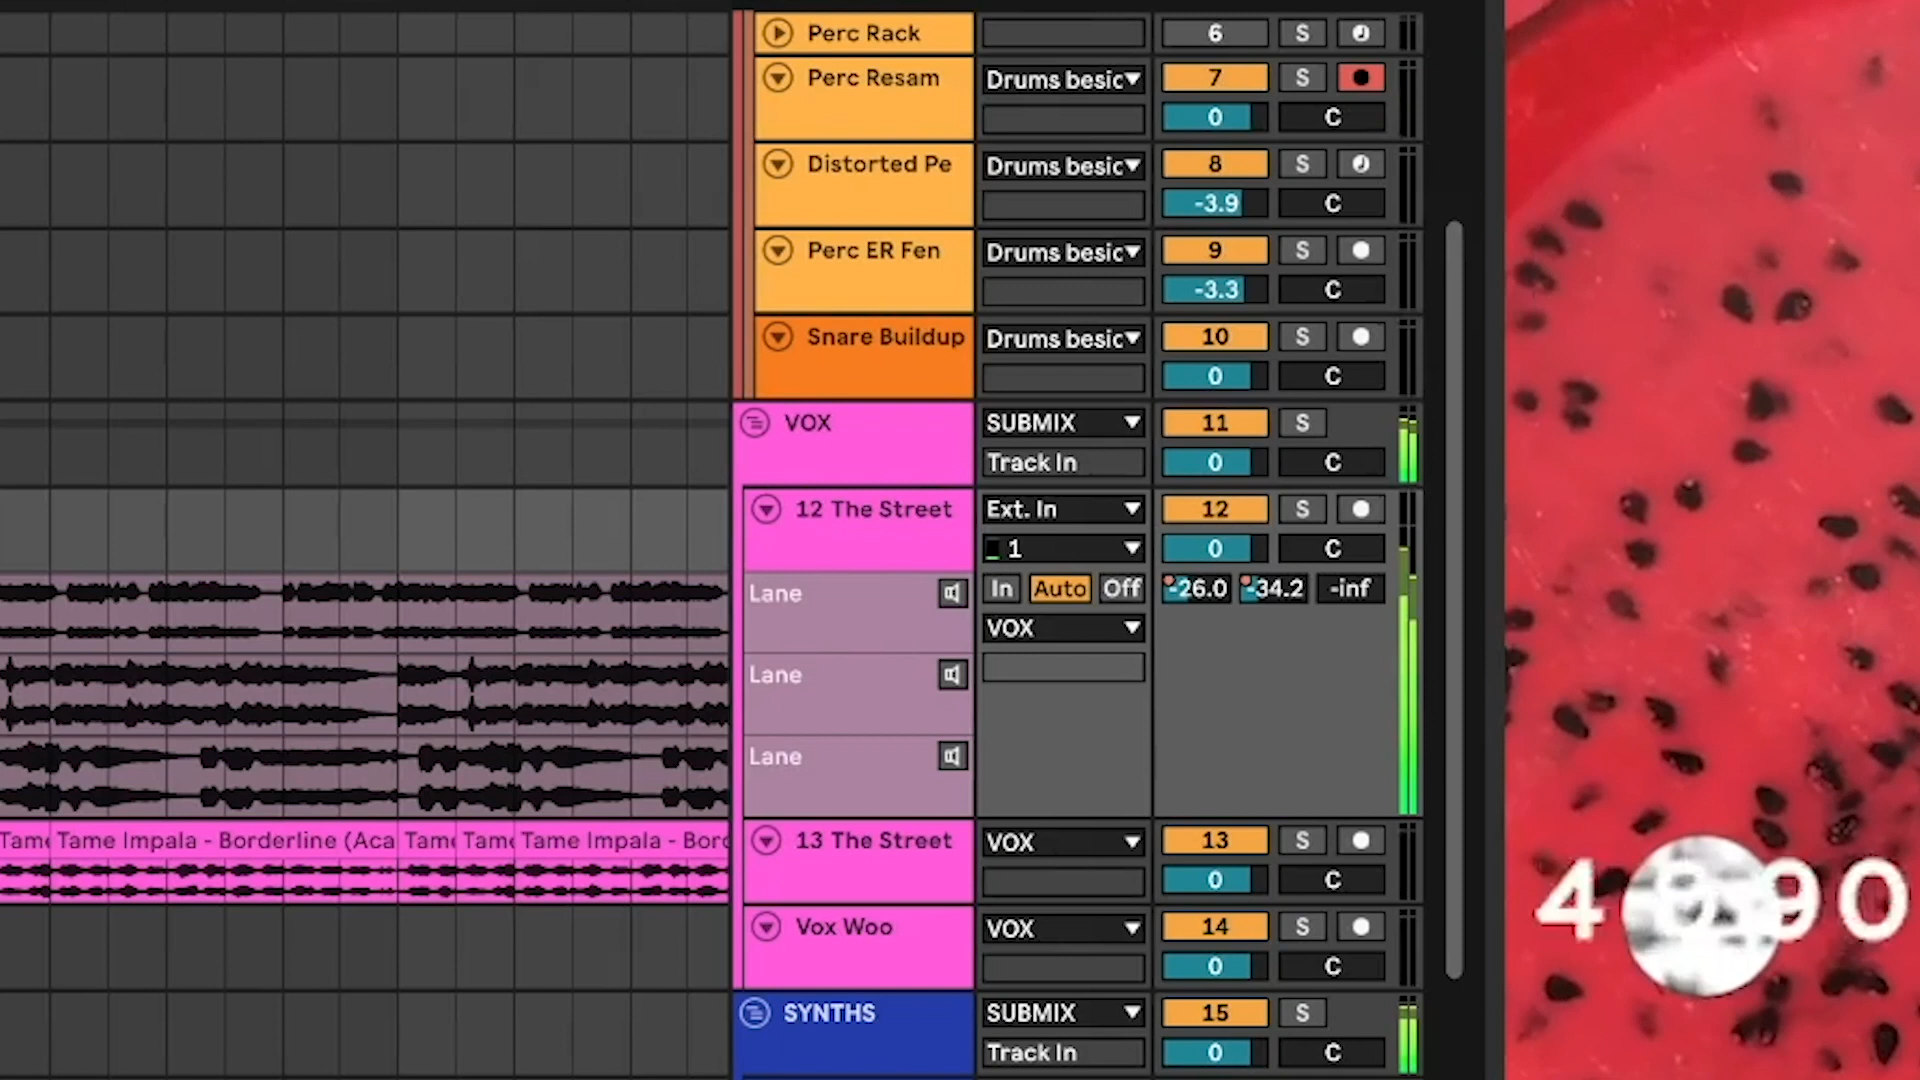 Perc Rack 6 S
Perc Resam Drums besic 7 S
0 C
Distorted Pe Drums besic 8 S
-3.9 C
Perc ER Fen Drums besic 9 S
-3.3 C
Snare Buildup Drums besic 10 S
0 C
VOX SUBMIX 11 S
Track In 0 C
12 The Street Ext. In 12 S
1 0 C
Lane In Auto Off -26.0 -34.2 -inf
VOX
Lane
Lane
Tame Tame Impala - Borderline (Aca Tame Tame Tame Impala - Bord 13 The Street VOX 13 S
0 C
Vox Woo VOX 14 S
0 C
SYNTHS SUBMIX 15 S
Track In 0 C